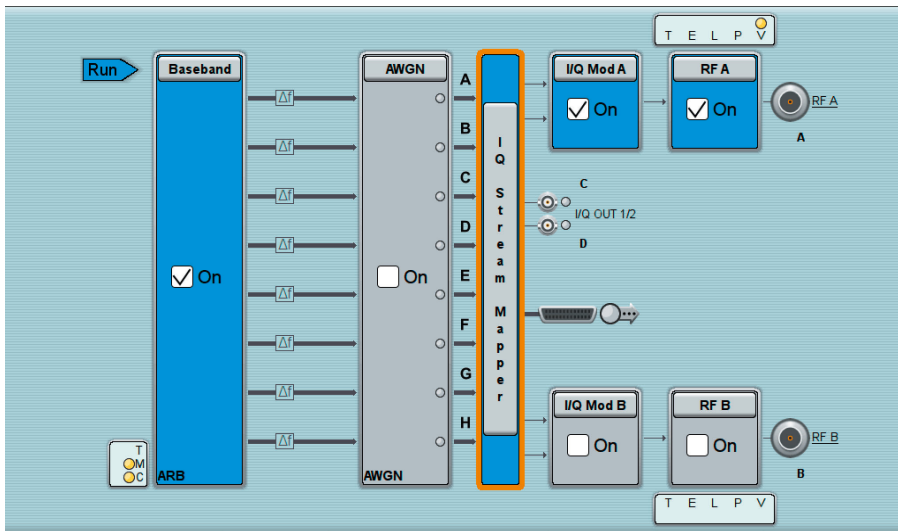 T E L P V
Run
Baseband
AWGN
I/Q Mod A
RF A
A
Δf
On
On
RF A
B
Δf
A
C
Δf
C
I/Q OUT 1/2
D
Δf
D
On
On
E
Δf
F
Δf
G
Δf
I/Q Mod B
RF B
H
Δf
On
On
RF B
T
M
C
ARB
AWGN
B
T E L P V
I
Q
S
t
r
e
a
m
M
a
p
p
e
r